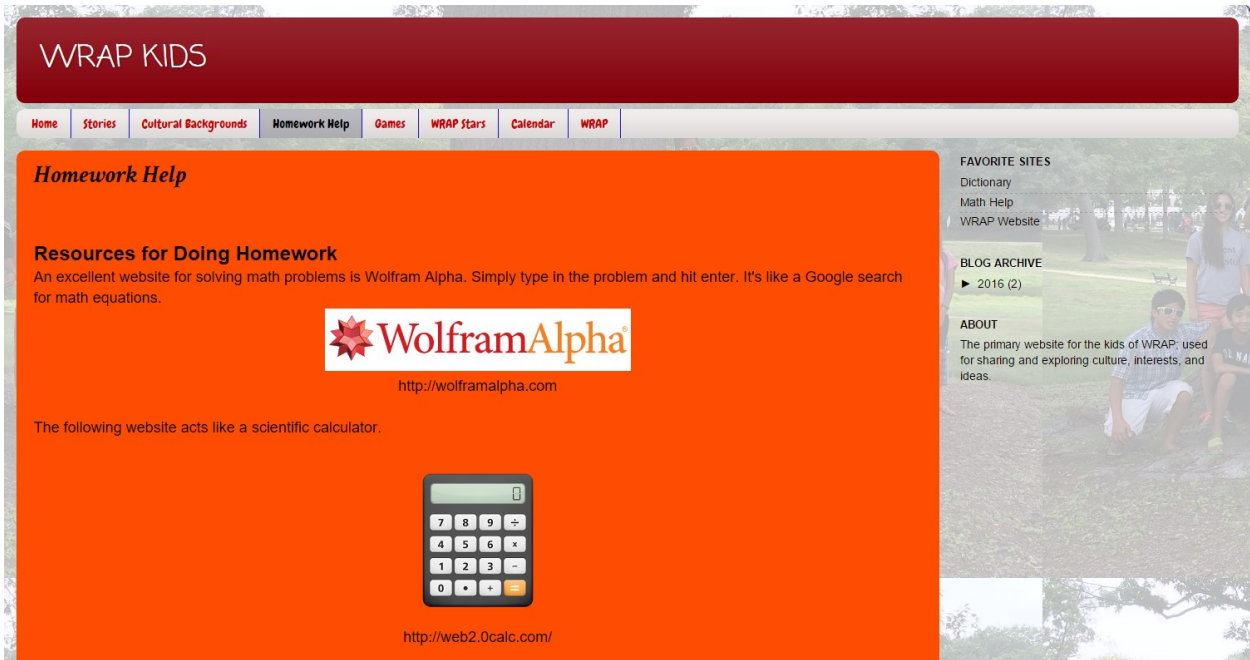 WRAP KIDS
Home Stories Cultural Backgrounds Homework Help Games WRAP Stars Calendar WRAP
Homework Help
Resources for Doing Homework
An excellent website for solving math problems is Wolfram Alpha. Simply type in the problem and hit enter. It's like a Google search
for math equations.
WolframAlpha®
http://wolframalpha.com
The following website acts like a scientific calculator.
0
7 8 9 ÷
4 5 6 x
1 2 3 −
0 • + =
http://web2.0calc.com/
FAVORITE SITES
Dictionary
Math Help
WRAP Website
BLOG ARCHIVE
► 2016 (2)
ABOUT
The primary website for the kids of WRAP; used
for sharing and exploring culture, interests, and
ideas.